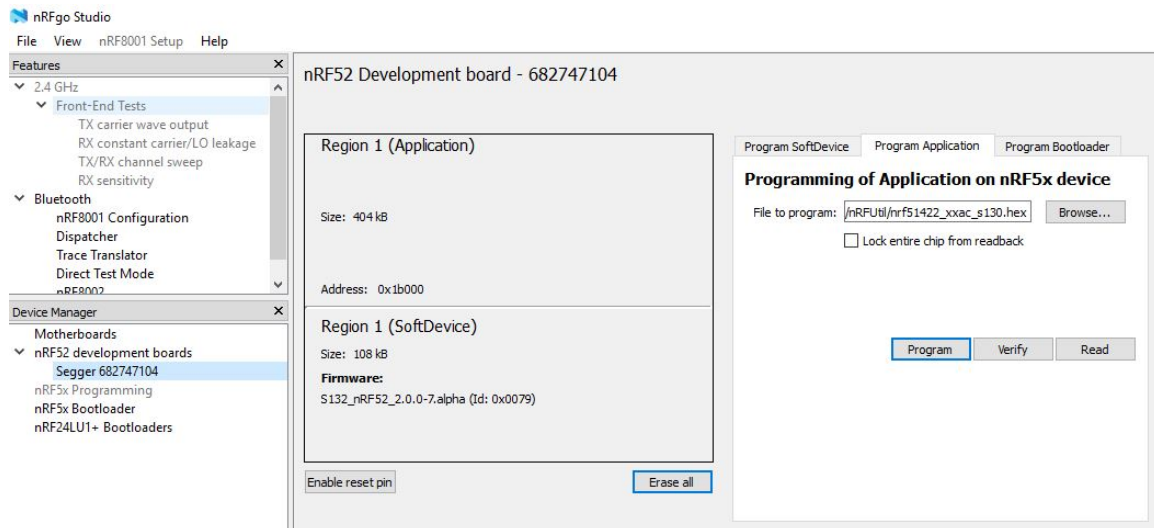 nRFgo Studio
File View nRF8001 Setup Help
Features
2.4 GHz
Front-End Tests
TX carrier wave output
RX constant carrier/LO leakage
TX/RX channel sweep
RX sensitivity
Bluetooth
nRF8001 Configuration
Dispatcher
Trace Translator
Direct Test Mode
nRF8002
Device Manager
Motherboards
nRF52 development boards
Segger 682747104
nRF5x Programming
nRF5x Bootloader
nRF24LU1+ Bootloaders
nRF52 Development board - 682747104
Region 1 (Application)
Size: 404 kB
Address: 0x1b000
Region 1 (SoftDevice)
Size: 108 kB
Firmware:
S132_nRF52_2.0.0-7.alpha (Id: 0x0079)
Enable reset pin Erase all
Program SoftDevice Program Application Program Bootloader
Programming of Application on nRF5x device
File to program: /nRFUtil/nrf51422_xxac_s130.hex Browse...
Lock entire chip from readback
Program Verify Read